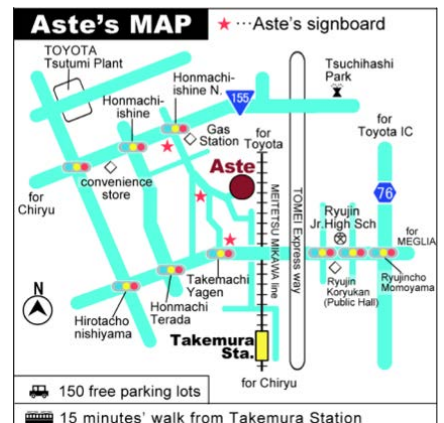 Aste's MAP
★…Aste's signboard
TOYOTA
Tsutumi Plant
Honmachi-
ishine N.
Tsuchihashi
Park
Honmachi-
ishine
155
Gas
Station
for
Toyota
for
Toyota IC
Aste
convenience
store
for
Chiryu
MEITETSU MIKAWA line
TOMEI Express way
76
Ryujin
Jr.High Sch
for
MEGLIA
Takemachi
Yagen
Ryujin
Koryukan
(Public Hall)
Ryujincho
Momoyama
Honmachi
Terada
N
Hirotacho
nishiyama
Takemura
Sta.
for Chiryu
150 free parking lots
15 minutes' walk from Takemura Station